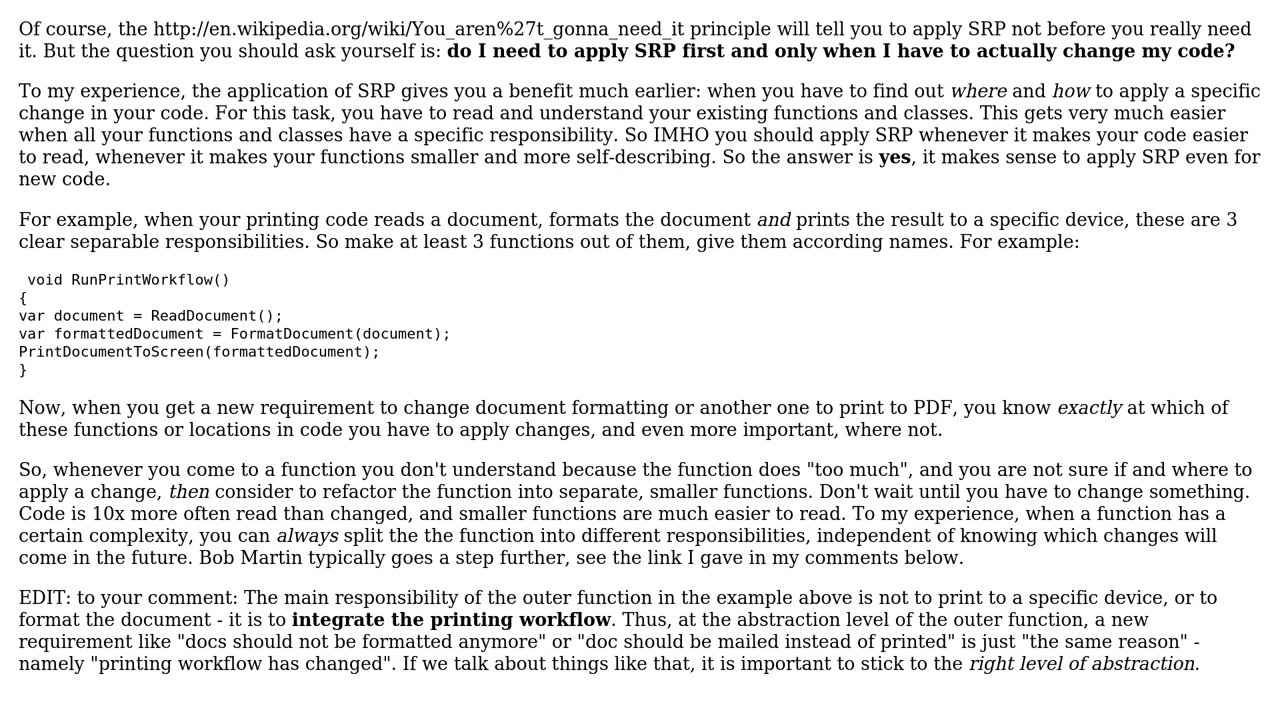 Of course, the http://en.wikipedia.org/wiki/You_aren%27t_gonna_need_it principle will tell you to apply SRP not before you really need
it. But the question you should ask yourself is: do I need to apply SRP first and only when I have to actually change my code?
To my experience, the application of SRP gives you a benefit much earlier: when you have to find out where and how to apply a specific
change in your code. For this task, you have to read and understand your existing functions and classes. This gets very much easier
when all your functions and classes have a specific responsibility. So IMHO you should apply SRP whenever it makes your code easier
to read, whenever it makes your functions smaller and more self-describing. So the answer is yes, it makes sense to apply SRP even for
new code.
For example, when your printing code reads a document, formats the document and prints the result to a specific device, these are 3
clear separable responsibilities. So make at least 3 functions out of them, give them according names. For example:
void RunPrintWorkflow()
{
var document = ReadDocument();
var formattedDocument = FormatDocument(document);
PrintDocumentToScreen(formattedDocument);
}
Now, when you get a new requirement to change document formatting or another one to print to PDF, you know exactly at which of
these functions or locations in code you have to apply changes, and even more important, where not.
So, whenever you come to a function you don't understand because the function does "too much", and you are not sure if and where to
apply a change, then consider to refactor the function into separate, smaller functions. Don't wait until you have to change something.
Code is 10x more often read than changed, and smaller functions are much easier to read. To my experience, when a function has a
certain complexity, you can always split the the function into different responsibilities, independent of knowing which changes will
come in the future. Bob Martin typically goes a step further, see the link I gave in my comments below.
EDIT: to your comment: The main responsibility of the outer function in the example above is not to print to a specific device, or to
format the document - it is to integrate the printing workflow. Thus, at the abstraction level of the outer function, a new
requirement like "docs should not be formatted anymore" or "doc should be mailed instead of printed" is just "the same reason" -
namely "printing workflow has changed". If we talk about things like that, it is important to stick to the right level of abstraction.